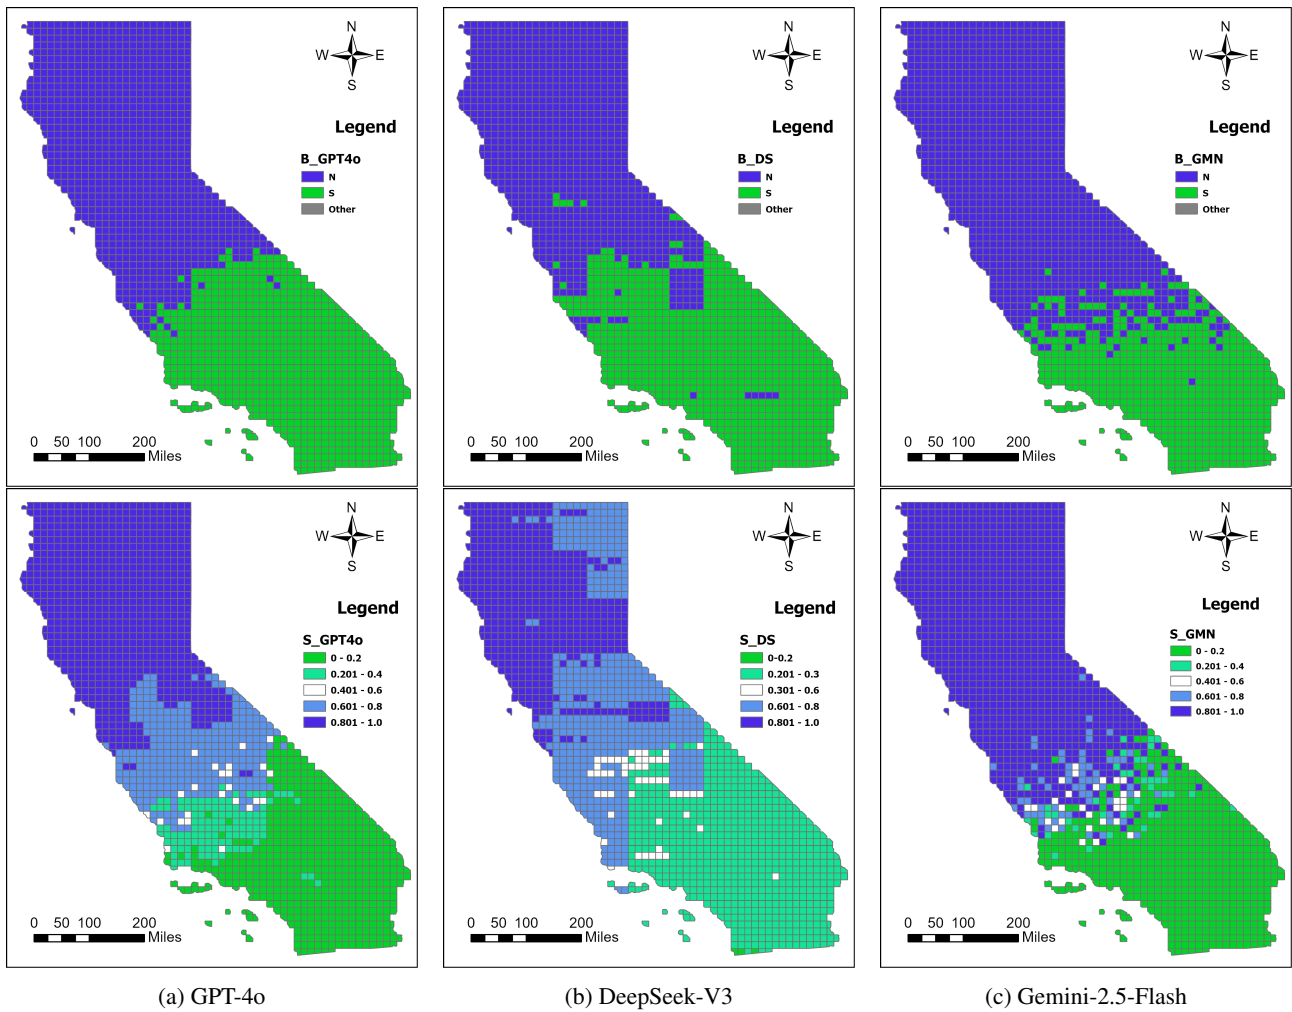 N
W E
S
Legend
B_GPT4o
N
S
Other
0 50 100 200
Miles
N
W E
S
Legend
B_DS
N
S
Other
0 50 100 200
Miles
N
W E
S
Legend
B_GMN
N
S
Other
0 50 100 200
Miles
N
W E
S
Legend
S_GPT4o
0 - 0.2
0.201 - 0.4
0.401 - 0.6
0.601 - 0.8
0.801 - 1.0
0 50 100 200
Miles
N
W E
S
Legend
S_DS
0-0.2
0.201 - 0.3
0.301 - 0.6
0.601 - 0.8
0.801 - 1.0
0 50 100 200
Miles
N
W E
S
Legend
S_GMN
0 - 0.2
0.201 - 0.4
0.401 - 0.6
0.601 - 0.8
0.801 - 1.0
0 50 100 200
Miles
(a) GPT-4o
(b) DeepSeek-V3
(c) Gemini-2.5-Flash